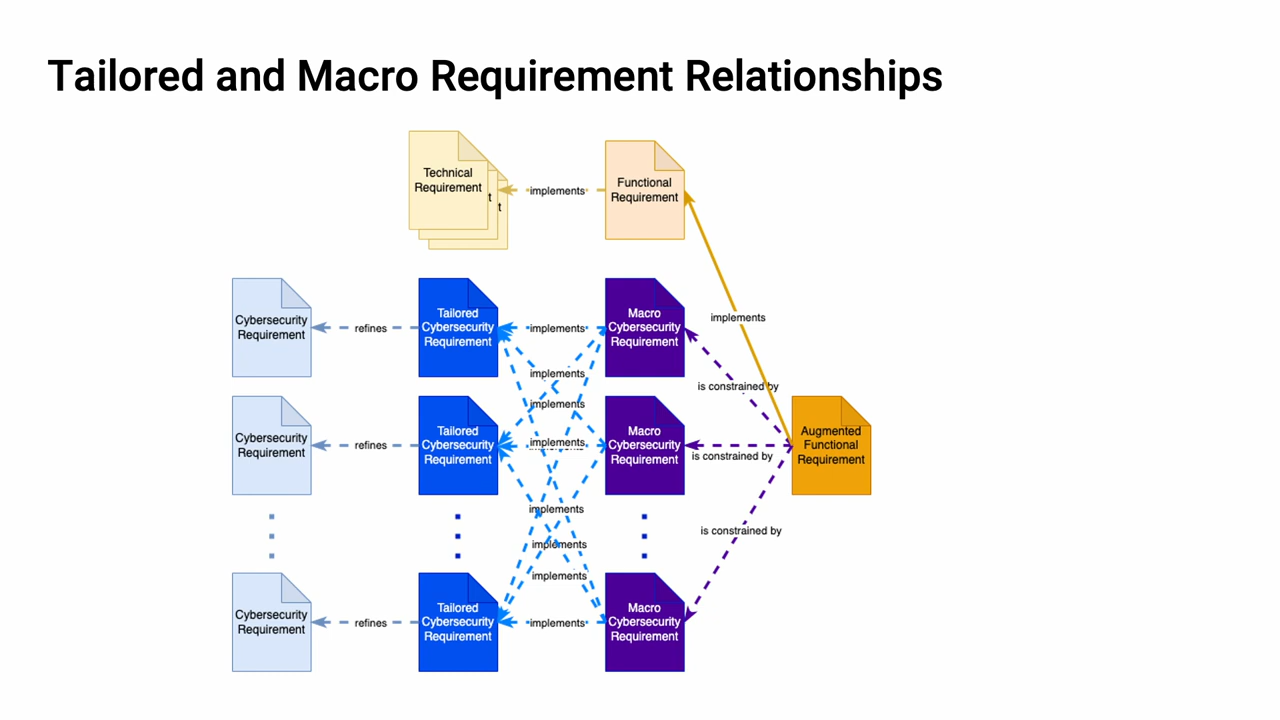 Tailored and Macro Requirement Relationships
Technical
Requirement
t
t
implements
Functional
Requirement
implements
Cybersecurity
Requirement
refines
Tailored
Cybersecurity
Requirement
implements
Macro
Cybersecurity
Requirement
implements
is constrained by
implements
Cybersecurity
Requirement
refines
Tailored
Cybersecurity
Requirement
implements
Macro
Cybersecurity
Requirement
is constrained by
Augmented
Functional
Requirement
implements
is constrained by
implements
implements
Cybersecurity
Requirement
refines
Tailored
Cybersecurity
Requirement
implements
Macro
Cybersecurity
Requirement